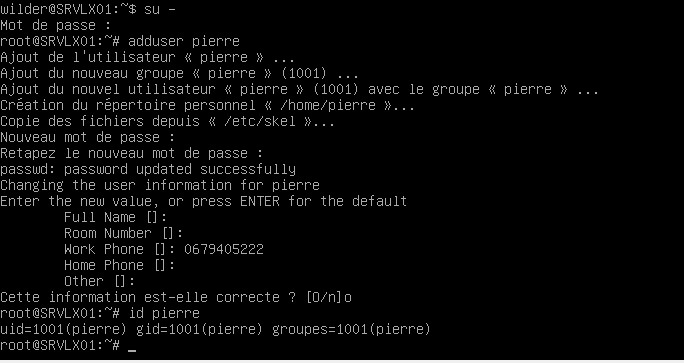 wilder@SRVLX01:~$ su -
Mot de passe :
root@SRVLX01:~# adduser pierre
Ajout de l'utilisateur « pierre » ...
Ajout du nouveau groupe « pierre » (1001) ...
Ajout du nouvel utilisateur « pierre » (1001) avec le groupe « pierre » ...
Création du répertoire personnel « /home/pierre »...
Copie des fichiers depuis « /etc/skel »...
Nouveau mot de passe :
Retapez le nouveau mot de passe :
passwd: password updated successfully
Changing the user information for pierre
Enter the new value, or press ENTER for the default
Full Name []:
Room Number []:
Work Phone []: 0679405222
Home Phone []:
Other []:
Cette information est-elle correcte ? [O/n]o
root@SRVLX01:~# id pierre
uid=1001(pierre) gid=1001(pierre) groupes=1001(pierre)
root@SRVLX01:~# _